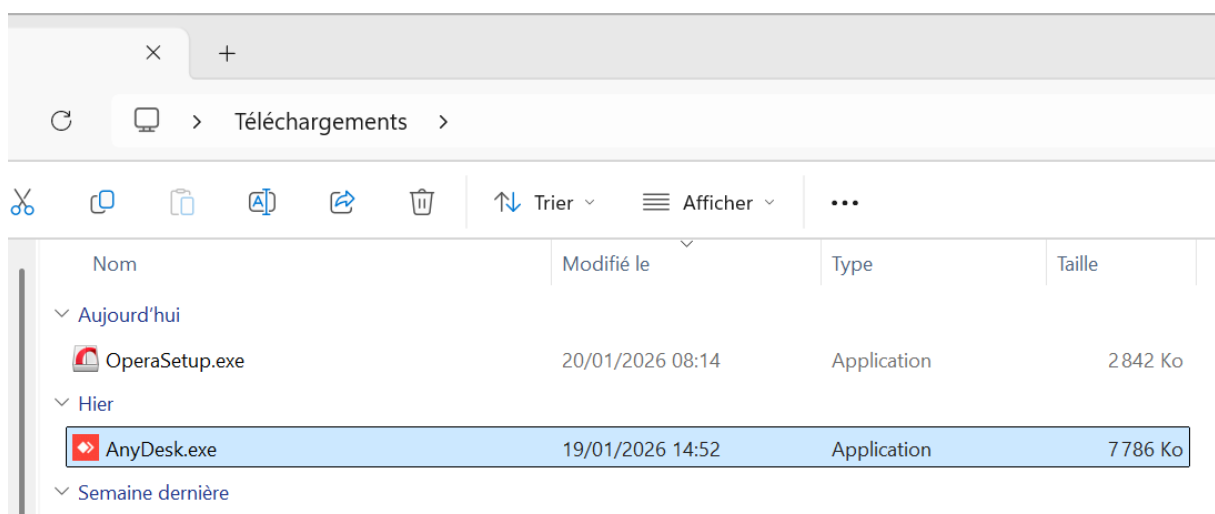 Téléchargements
Trier Afficher
Nom Modifié le Type Taille
Aujourd'hui
OperaSetup.exe 20/01/2026 08:14 Application 2 842 Ko
Hier
AnyDesk.exe 19/01/2026 14:52 Application 7 786 Ko
Semaine dernière